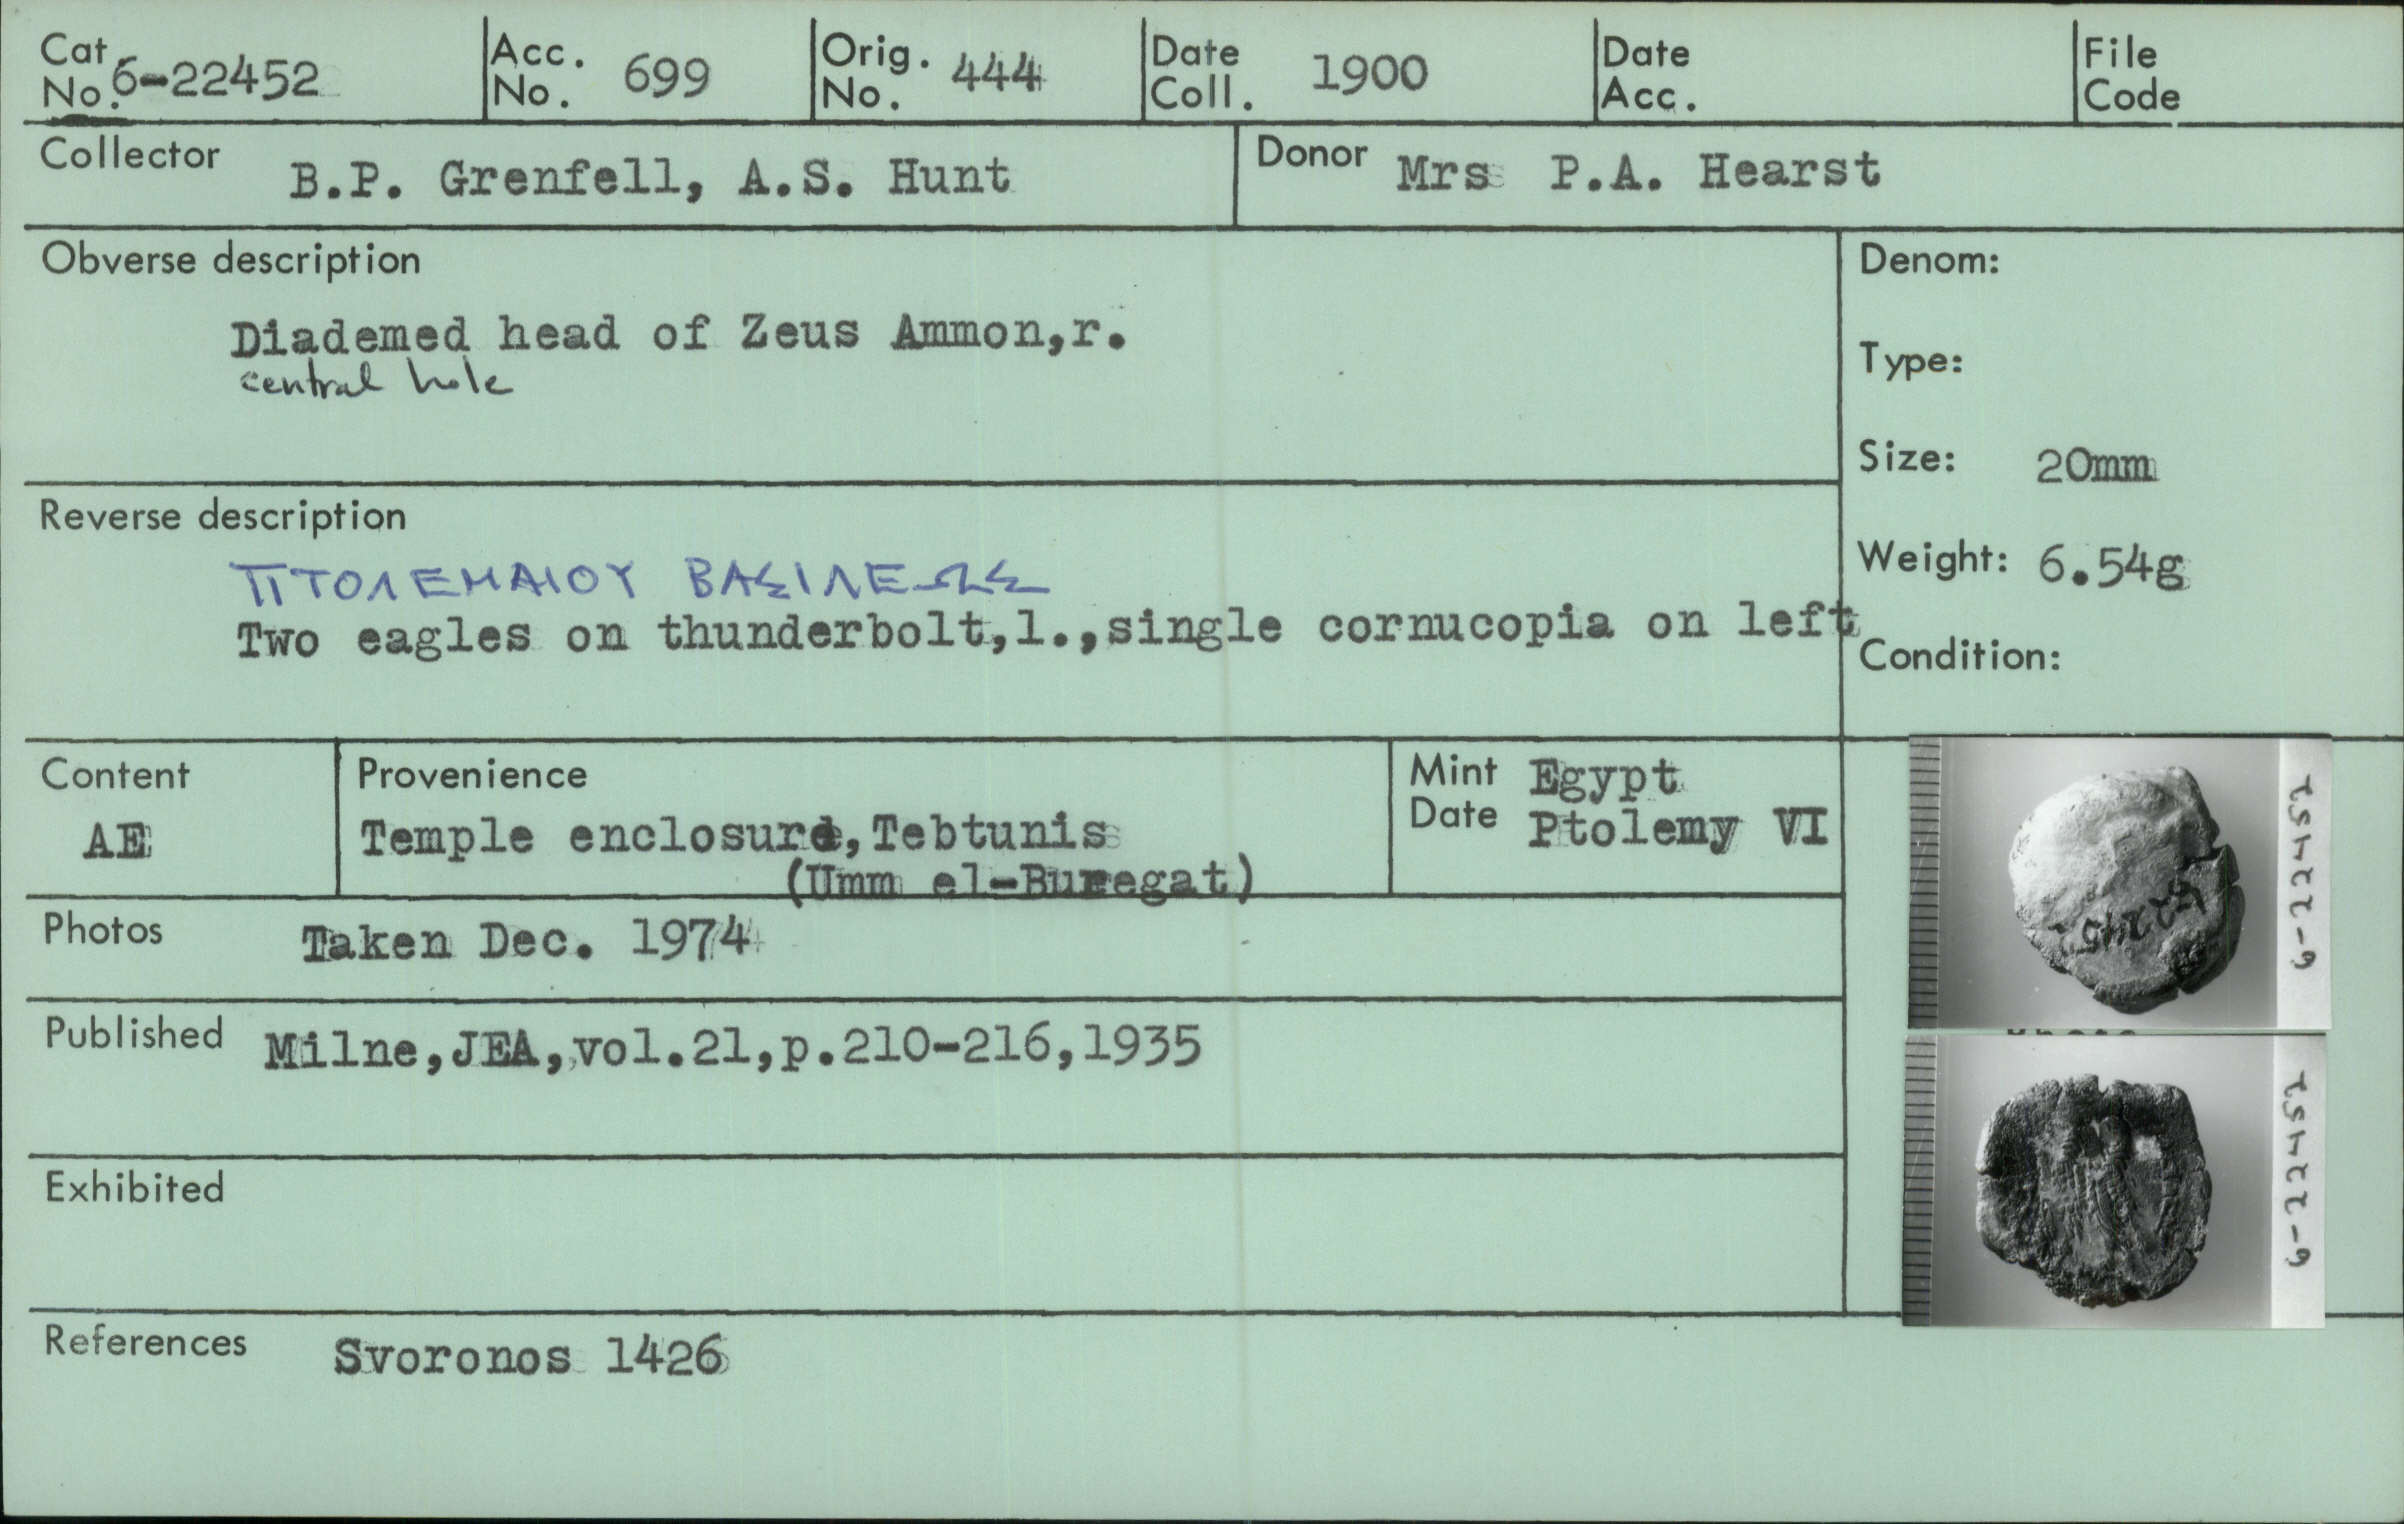 Cat. No. 6-22452
Acc. No. 699
Orig. No. 444
Date Coll. 1900
Date Acc.
File Code
Collector B.P. Grenfell, A.S. Hunt
Donor Mrs P.A. Hearst
Obverse description
Diademed head of Zeus Ammon,r.
central hole
Denom:
Type:
Size: 20mm
Weight: 6.54g
Condition:
Reverse description
ΠΤΟΛΕΜΑΙΟΥ ΒΑΣΙΛΕΩΣ
Two eagles on thunderbolt,l.,single cornucopia on left
Content
AE
Provenience
Temple enclosure,Tebtunis
(Umm el-Buregat)
Mint Egypt
Date Ptolemy VI
6-22452
6-22452
Photos Taken Dec. 1974
Published Milne,JEA,vol.21,p.210-216,1935
Exhibited
References Svoronos 1426